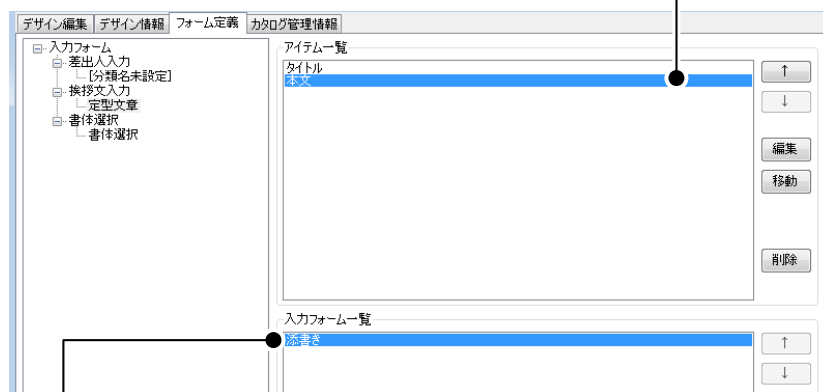 デザイン編集 デザイン情報 フォーム定義 カタログ管理情報
入力フォーム
差出人入力
[分類名未設定]
挨拶文入力
定型文章
書体選択
書体選択
アイテム一覧
タイトル
本文
↑
↓
編集
移動
削除
入力フォーム一覧
添書き
↑
↓